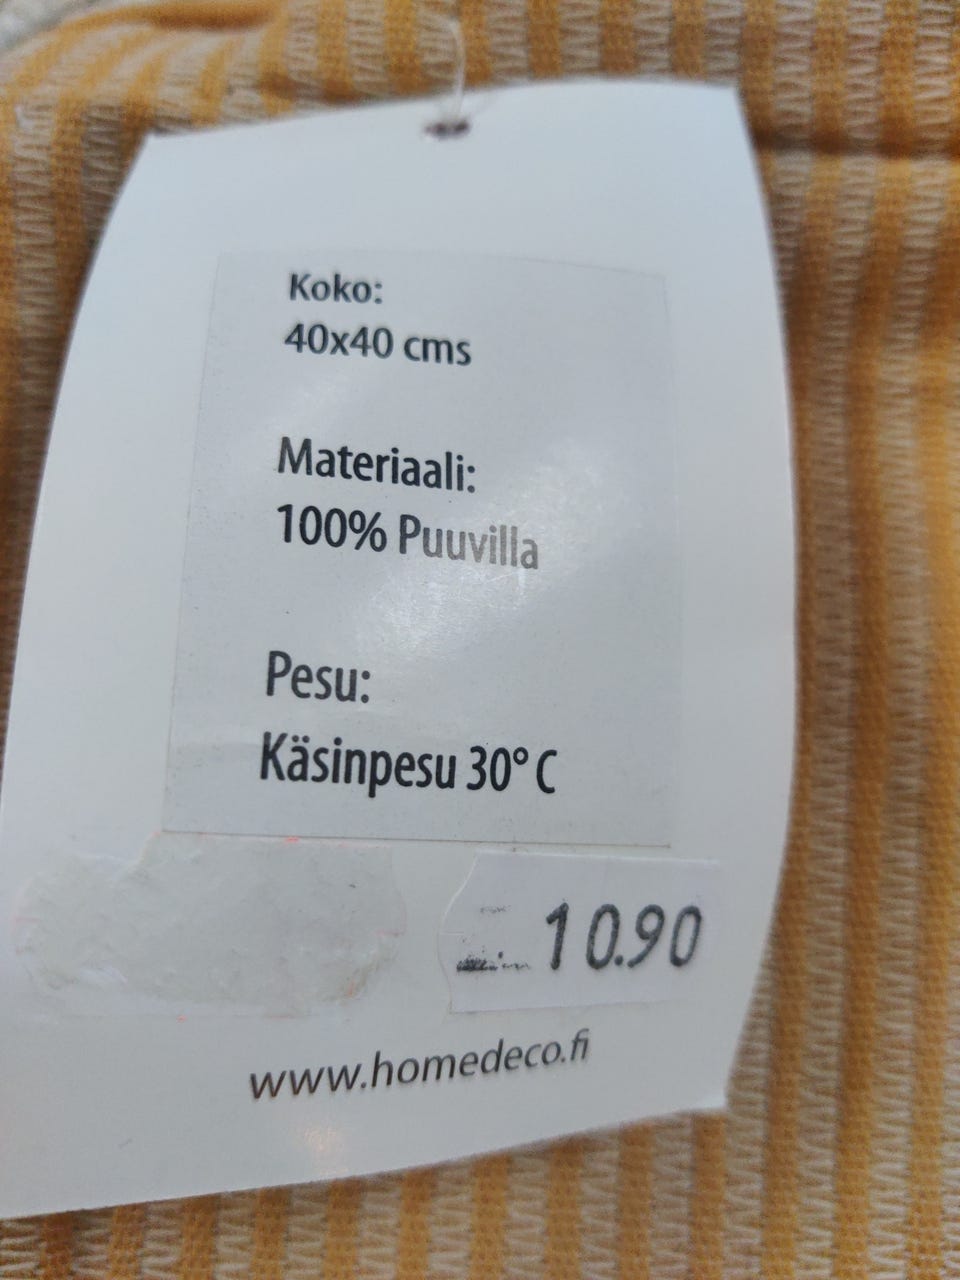 Koko:
40x40 cms
Materiaali:
100% Puuvilla
Pesu:
Käsinpesu 30° C
10.90
www.homedeco.fi